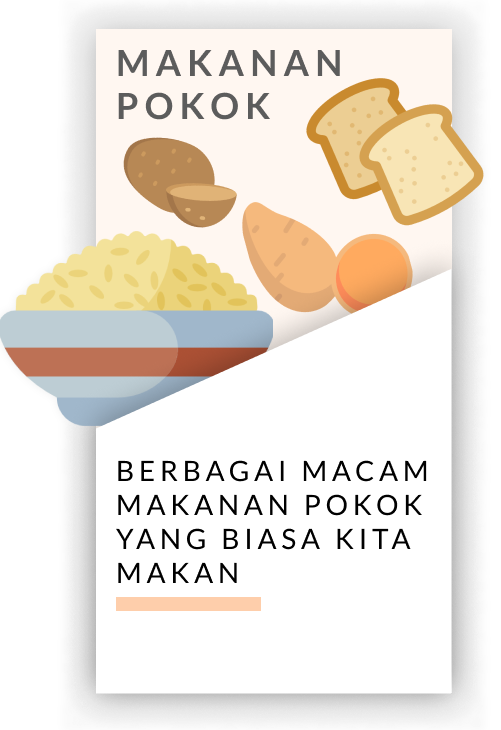 MAKANAN
POKOK
BERBAGAI MACAM
MAKANAN POKOK
YANG BIASA KITA
MAKAN